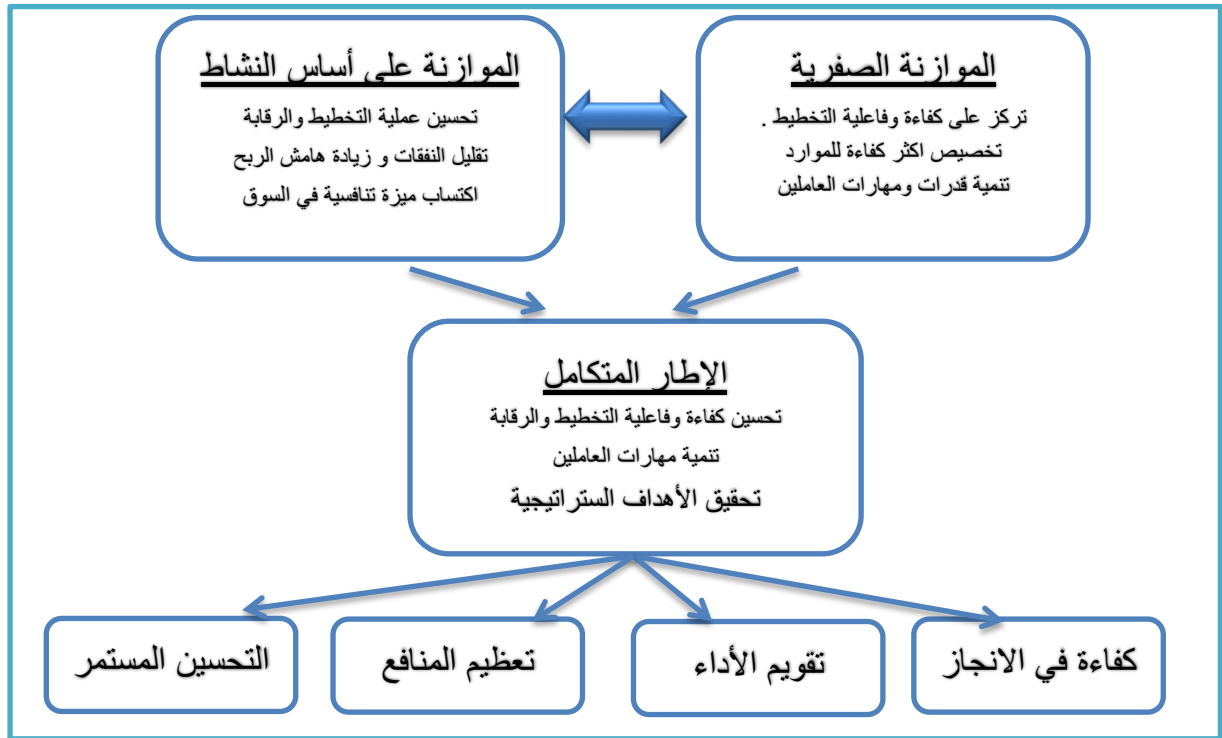 الموازنة الصفرية
تركز على كفاءة وفاعلية التخطيط .
تخصيص اكثر كفاءة للموارد
تنمية قدرات ومهارات العاملين
الموازنة على أساس النشاط
تحسين عملية التخطيط والرقابة
تقليل النفقات و زيادة هامش الربح
اكتساب ميزة تنافسية في السوق
الإطار المتكامل
تحسين كفاءة وفاعلية التخطيط والرقابة
تنمية مهارات العاملين
تحقيق الأهداف الستراتيجية
كفاءة في الانجاز
تقويم الأداء
تعظيم المنافع
التحسين المستمر